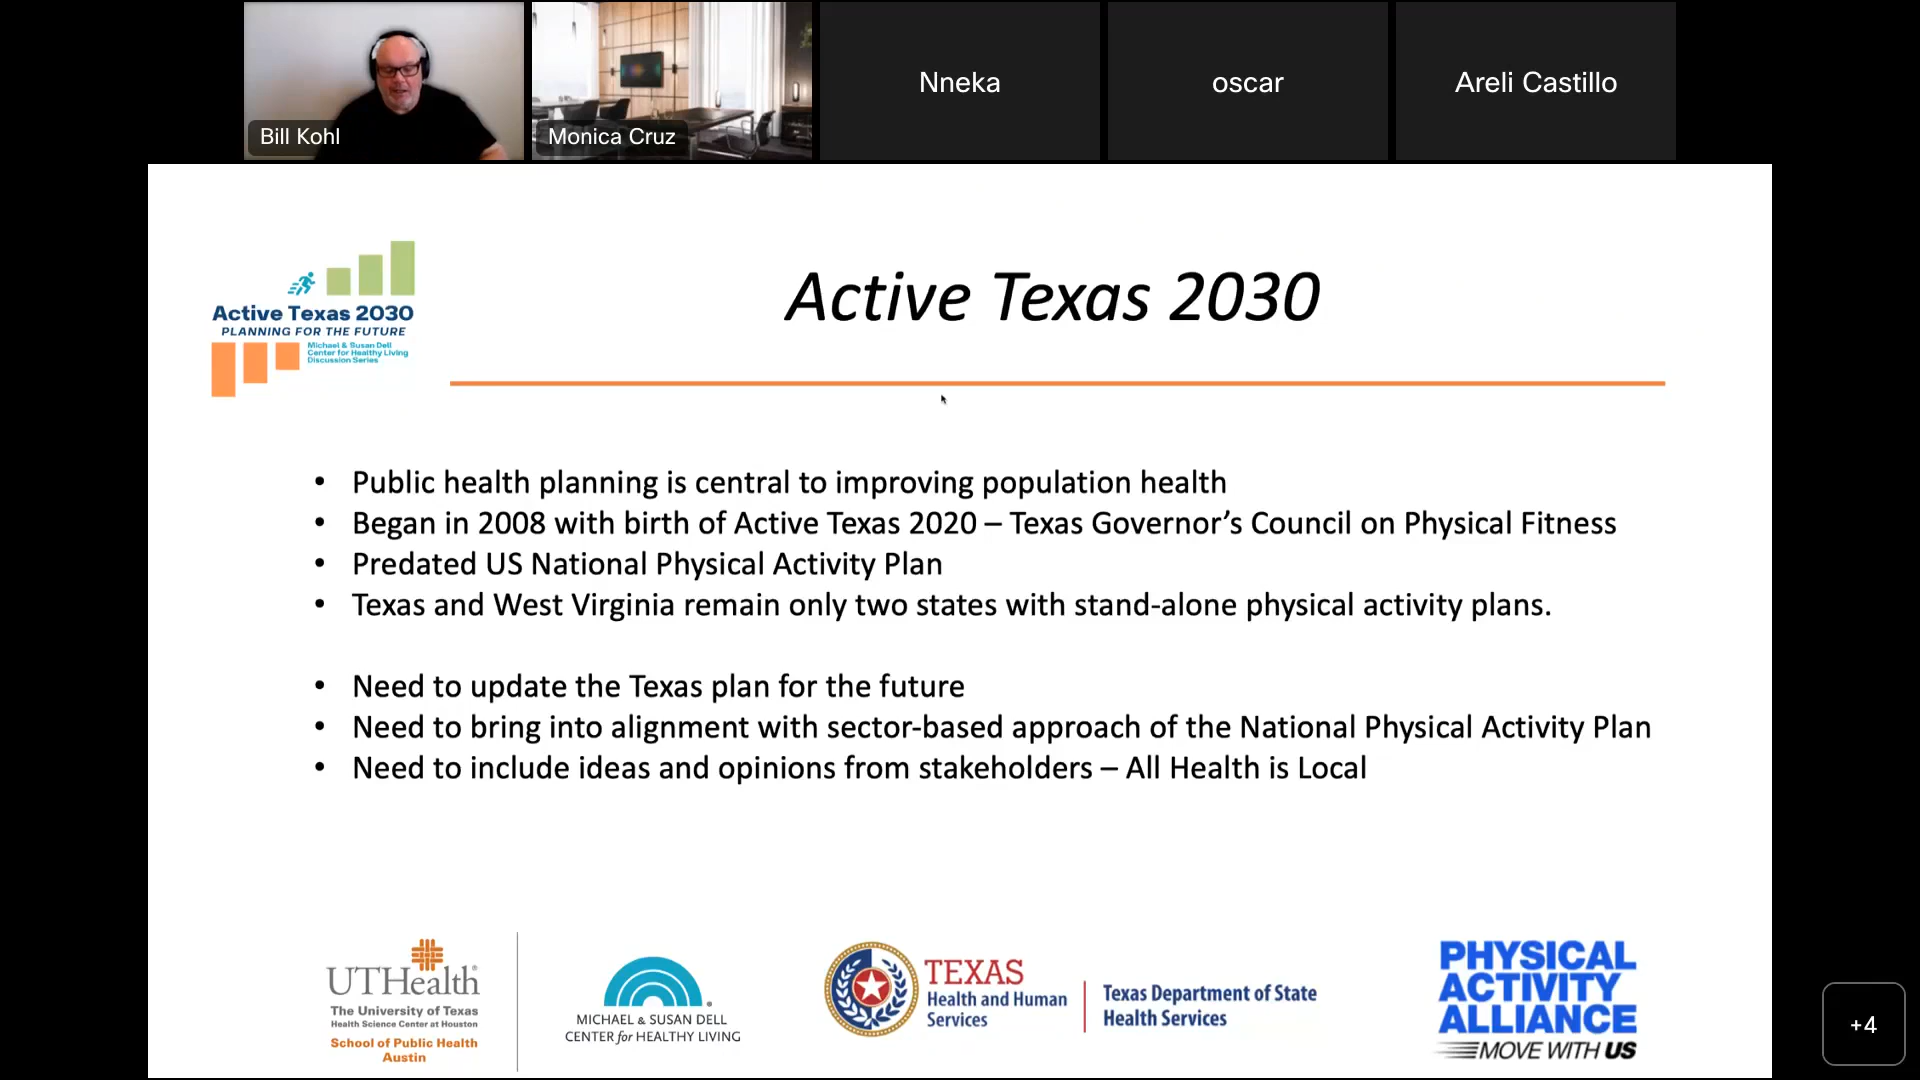 Bill Kohl
Monica Cruz
Nneka
oscar
Areli Castillo
Active Texas 2030
PLANNING FOR THE FUTURE
Michael & Susan Dell
Center for Healthy Living
Discussion Series
Active Texas 2030
• Public health planning is central to improving population health
• Began in 2008 with birth of Active Texas 2020 – Texas Governor’s Council on Physical Fitness
• Predated US National Physical Activity Plan
• Texas and West Virginia remain only two states with stand-alone physical activity plans.
• Need to update the Texas plan for the future
• Need to bring into alignment with sector-based approach of the National Physical Activity Plan
• Need to include ideas and opinions from stakeholders – All Health is Local
UTHealth®
The University of Texas
Health Science Center at Houston
School of Public Health
Austin
MICHAEL & SUSAN DELL
CENTER for HEALTHY LIVING
TEXAS
Health and Human
Services
Texas Department of State
Health Services
PHYSICAL
ACTIVITY
ALLIANCE
MOVE WITH US
+4